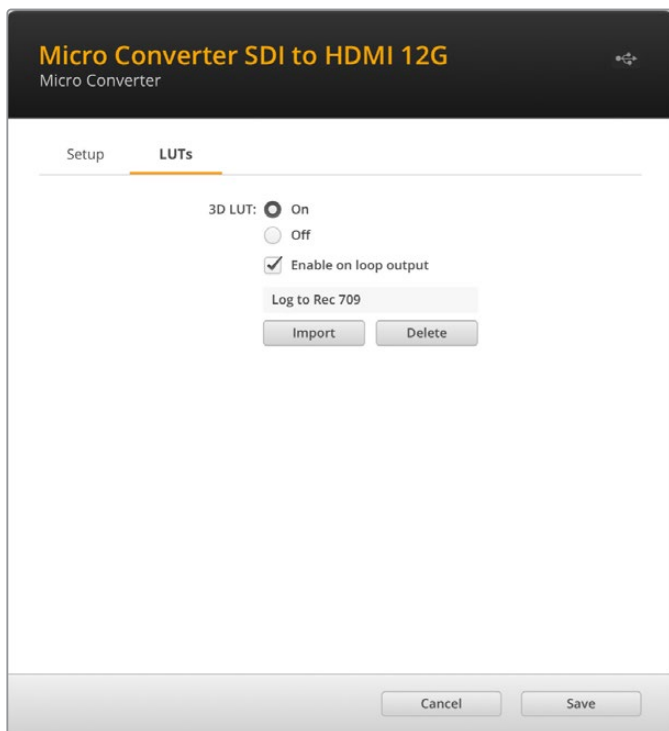 Micro Converter SDI to HDMI 12G
Micro Converter
Setup LUTs
3D LUT: On
Off
Enable on loop output
Log to Rec 709
Import Delete
Cancel Save